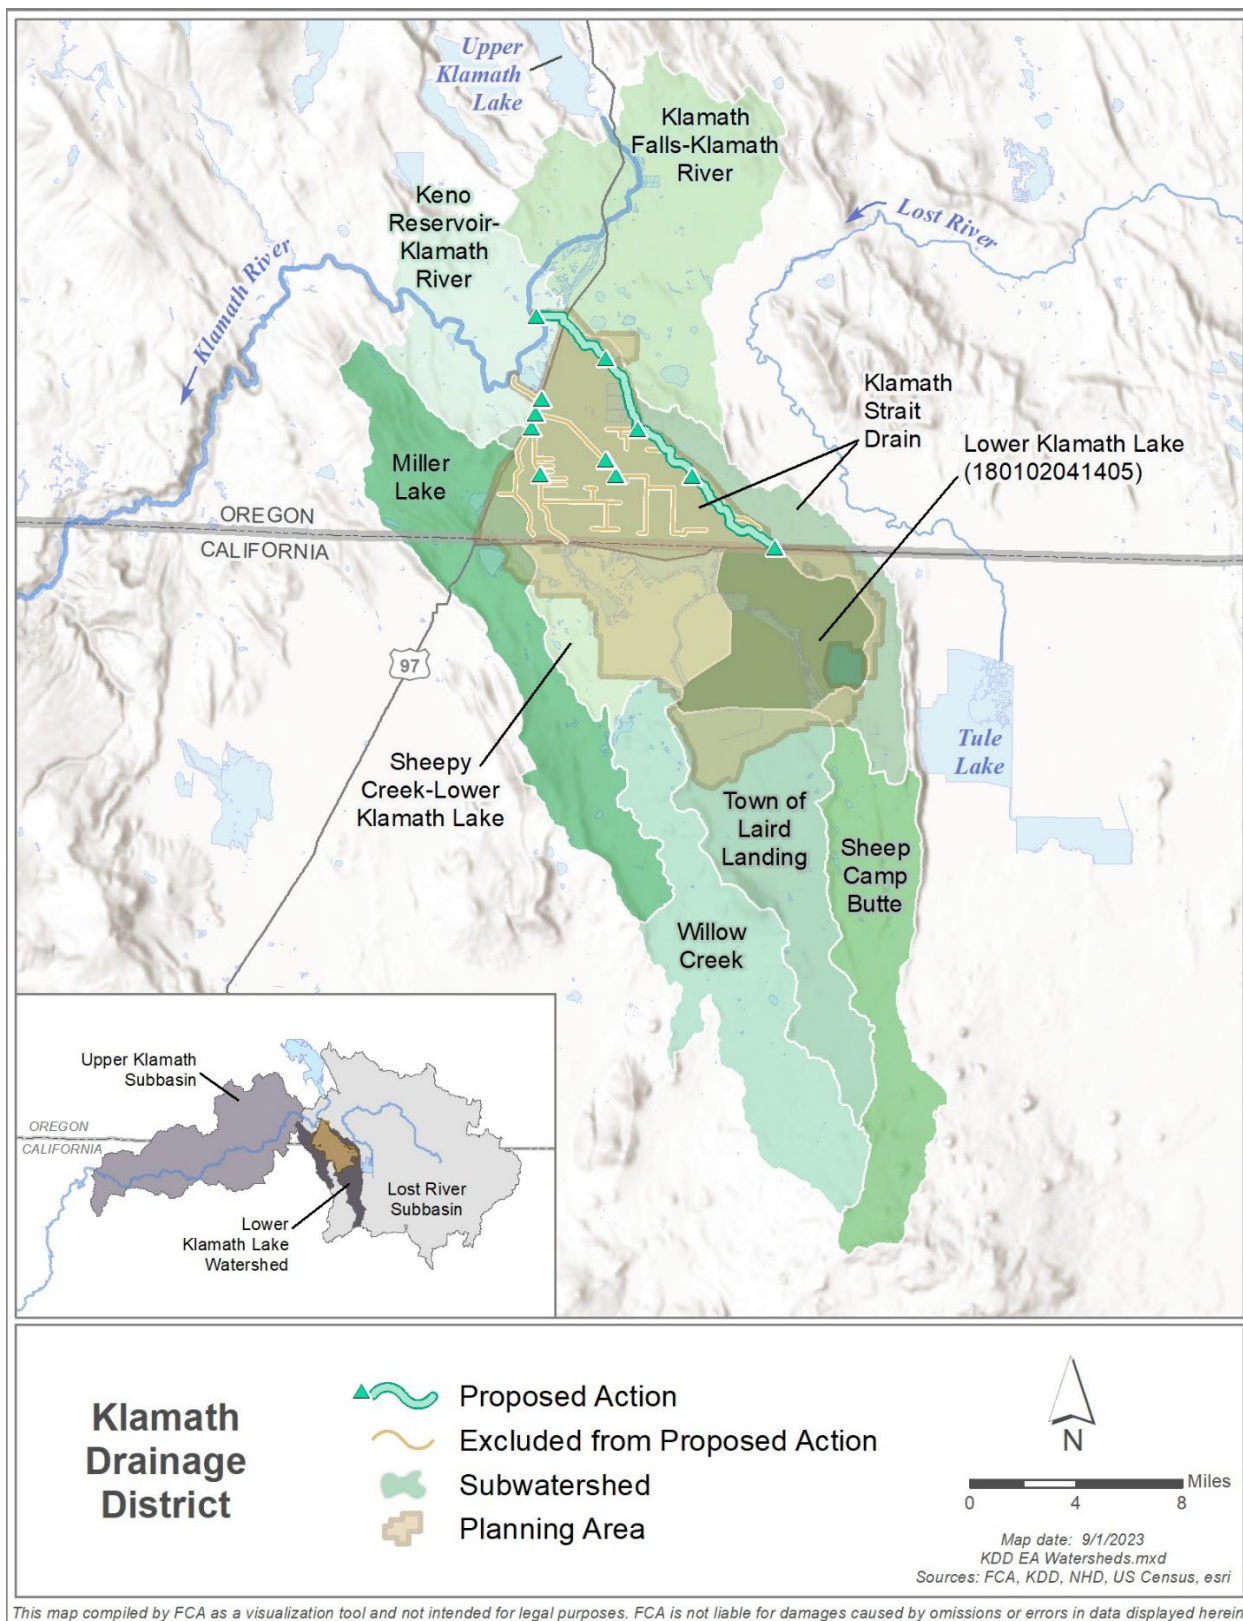 Upper
Klamath
Lake
Klamath
Falls-Klamath
River
Keno
Reservoir-
Klamath
River
Lost River
Klamath River
Klamath
Strait
Drain
Lower Klamath Lake
(180102041405)
Miller
Lake
OREGON
CALIFORNIA
97
Sheepy
Creek-Lower
Klamath Lake
Tule
Lake
Town of
Laird
Landing
Sheep
Camp
Butte
Willow
Creek
Upper Klamath
Subbasin
OREGON
CALIFORNIA
Lost River
Subbasin
Lower
Klamath Lake
Watershed
Klamath
Drainage
District
Proposed Action
Excluded from Proposed Action
Subwatershed
Planning Area
N
Miles
0 4 8
Map date: 9/1/2023
KDD EA Watersheds.mxd
Sources: FCA, KDD, NHD, US Census, esri
This map compiled by FCA as a visualization tool and not intended for legal purposes. FCA is not liable for damages caused by omissions or errors in data displayed herein